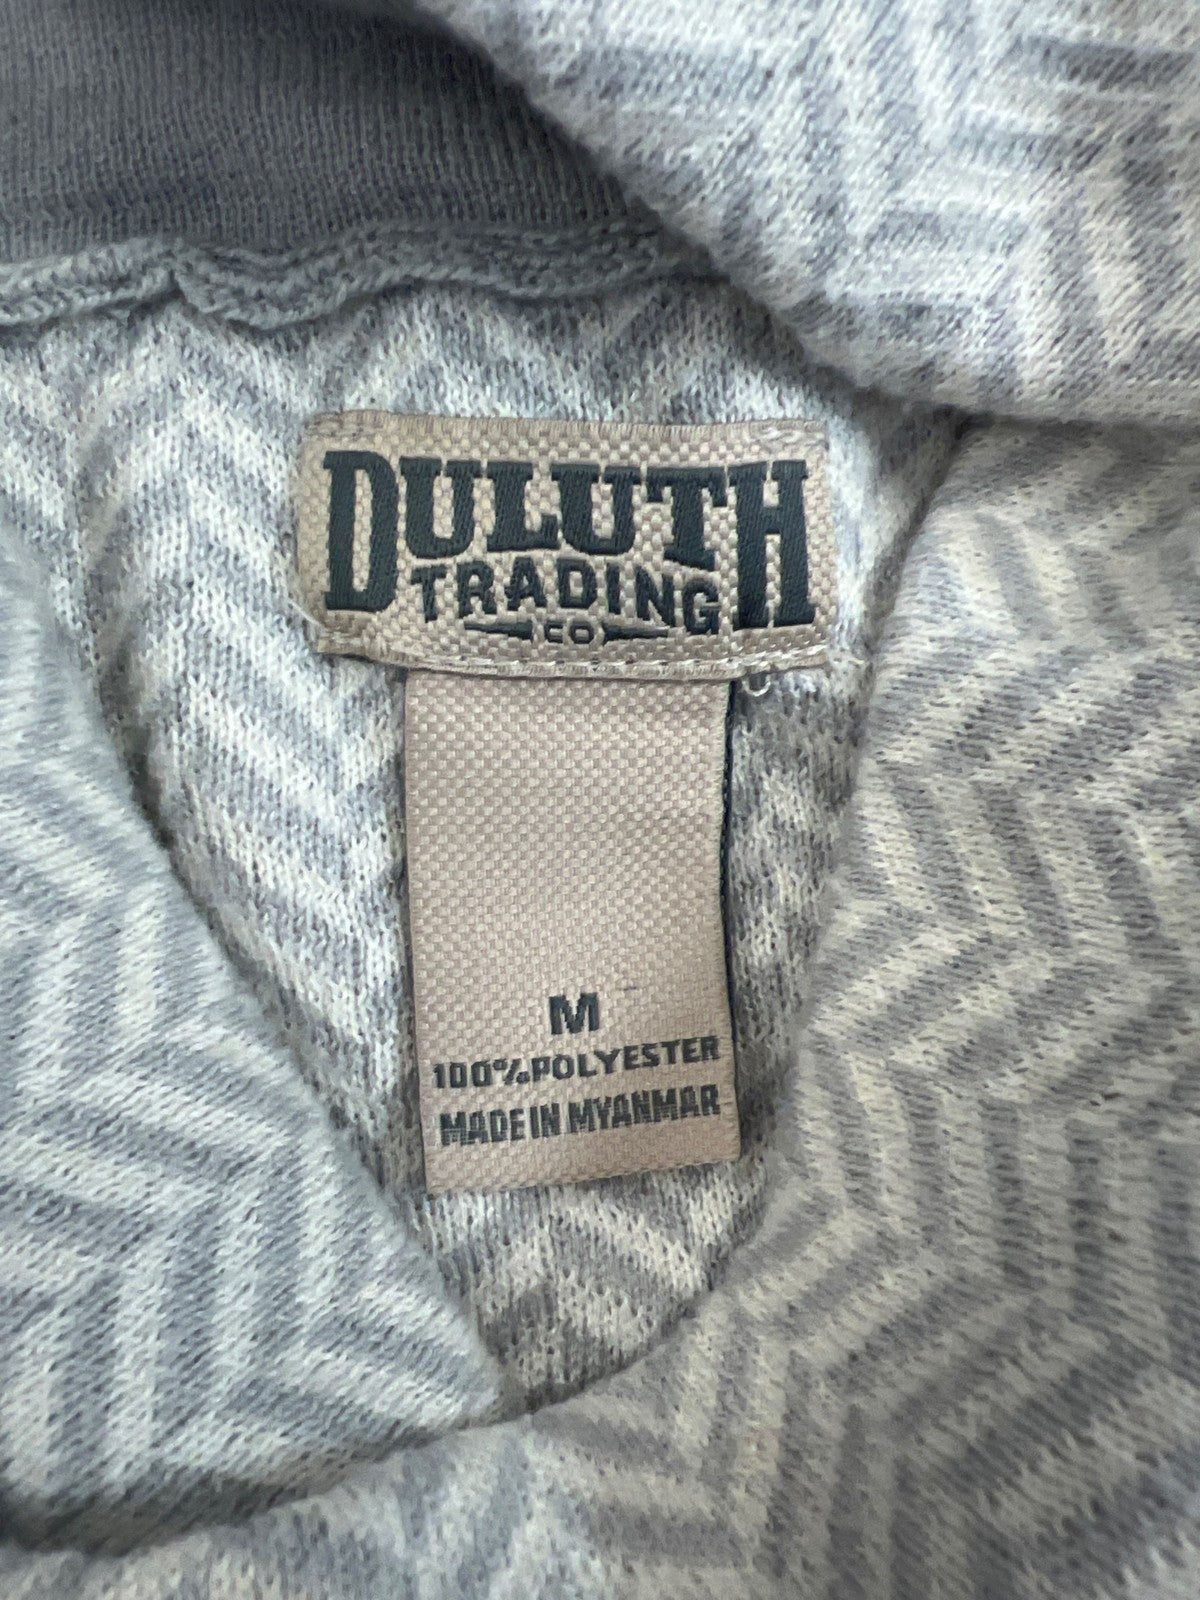 DULUTH
TRADING
CO
M
100% POLYESTER
MADE IN MYANMAR